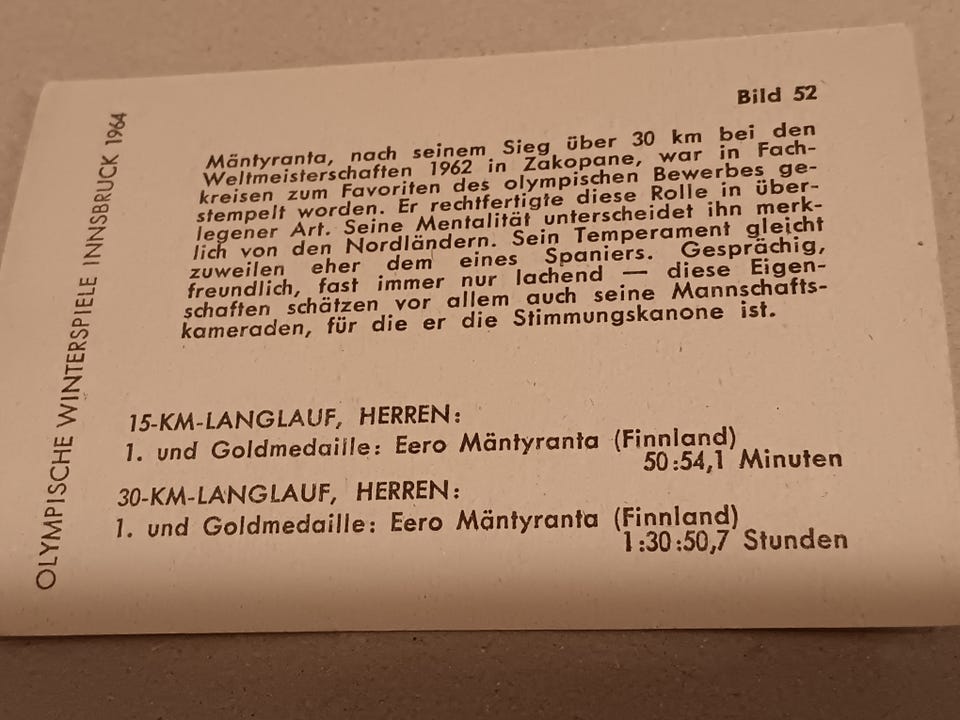 Bild 52
Mäntyranta, nach seinem Sieg über 30 km bei den
Weltmeisterschaften 1962 in Zakopane, war in Fach-
kreisen zum Favoriten des olympischen Bewerbes ge-
stempelt worden. Er rechtfertigte diese Rolle in über-
legener Art. Seine Mentalität unterscheidet ihn merk-
lich von den Nordländern. Sein Temperament gleicht
zuweilen eher dem eines Spaniers. Gesprächig,
freundlich, fast immer nur lachend — diese Eigen-
schaften schätzen vor allem auch seine Mannschafts-
kameraden, für die er die Stimmungskanone ist.
15-KM-LANGLAUF, HERREN:
1. und Goldmedaille: Eero Mäntyranta (Finnland)
50:54,1 Minuten
30-KM-LANGLAUF, HERREN:
1. und Goldmedaille: Eero Mäntyranta (Finnland)
1:30:50,7 Stunden
OLYMPISCHE WINTERSPIELE INNSBRUCK 1964